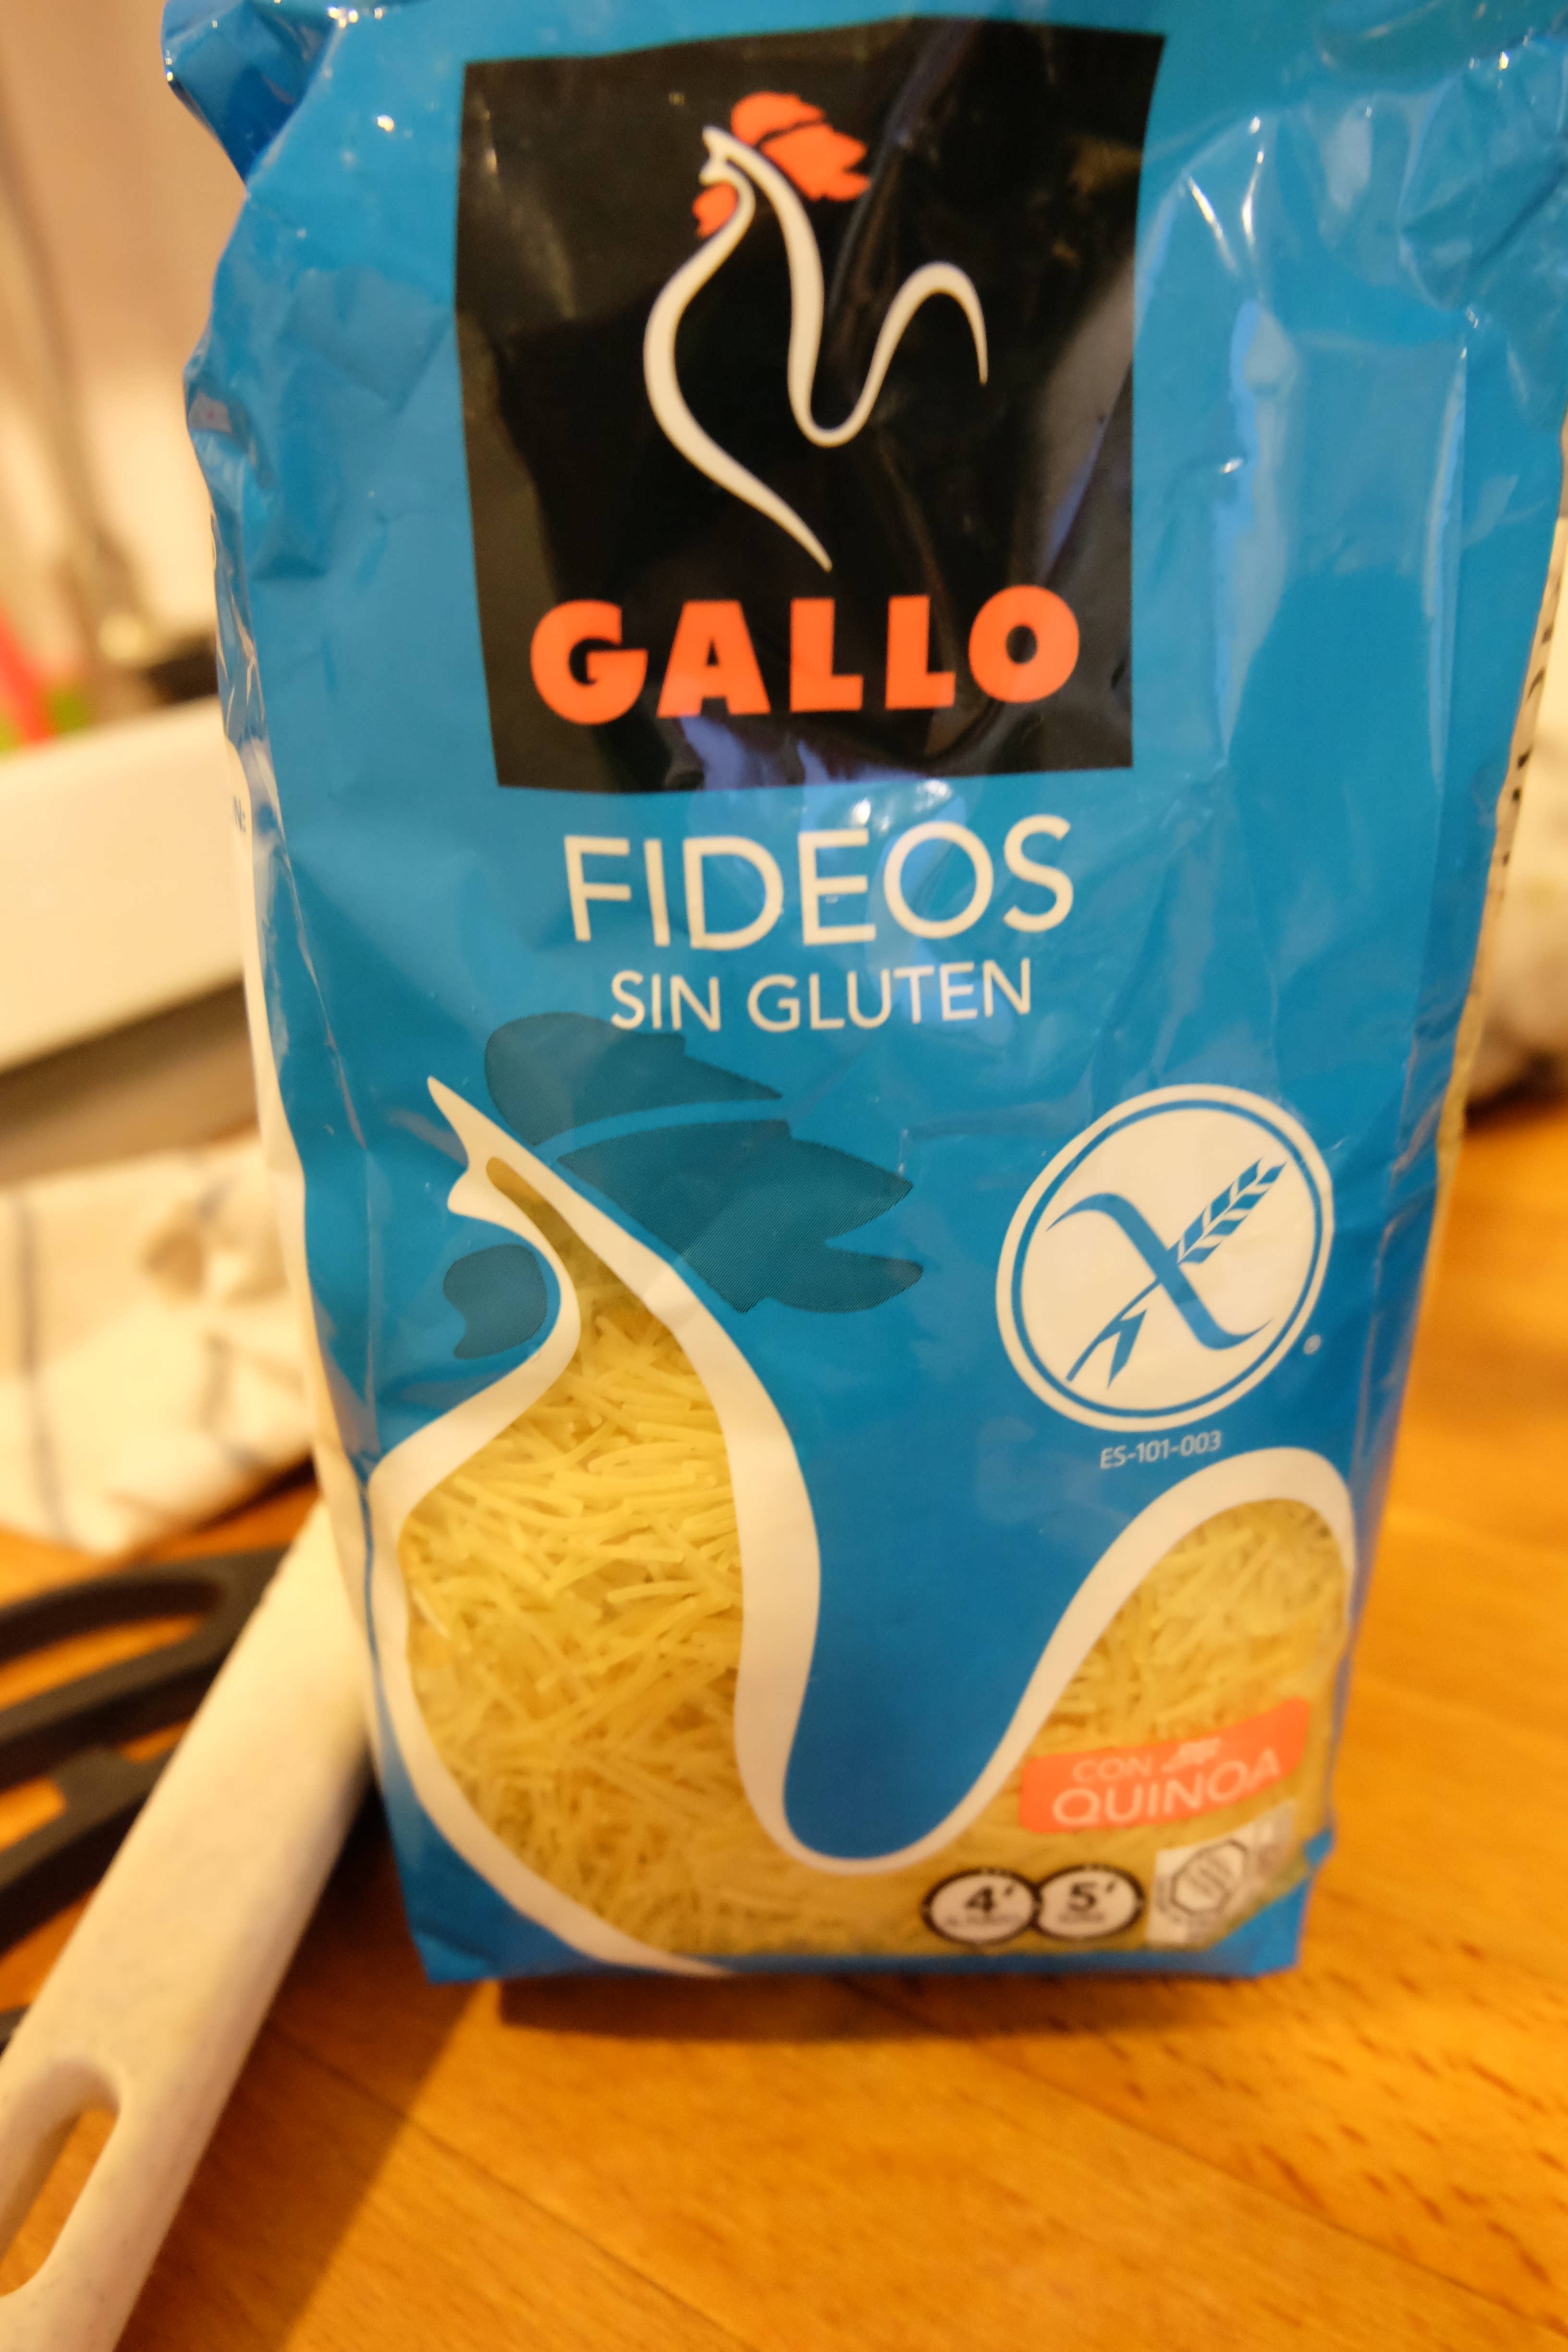 GALLO
FIDEOS
SIN GLUTEN
ES-101-003
CON
QUINOA
4' 5'